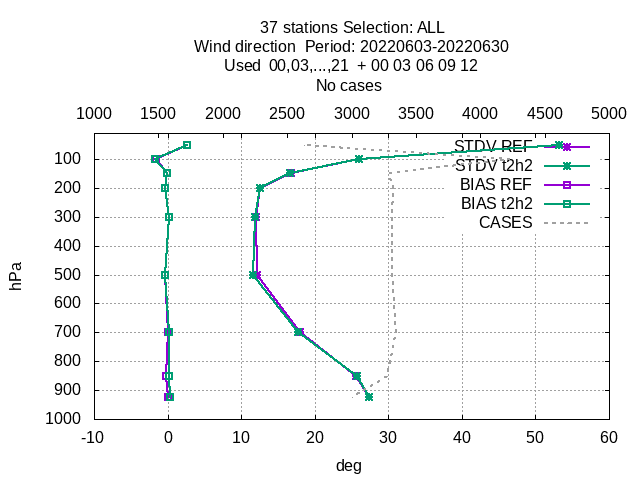 37 stations Selection: ALL
Wind direction  Period: 20220603-20220630
Used  00,03,...,21  + 00 03 06 09 12
No cases
1000 1500 2000 2500 3000 3500 4000 4500 5000
STDV REF
STDV t2h2
BIAS REF
BIAS t2h2
CASES
100
200
300
400
500
600
700
800
900
1000
hPa
-10 0 10 20 30 40 50 60
deg